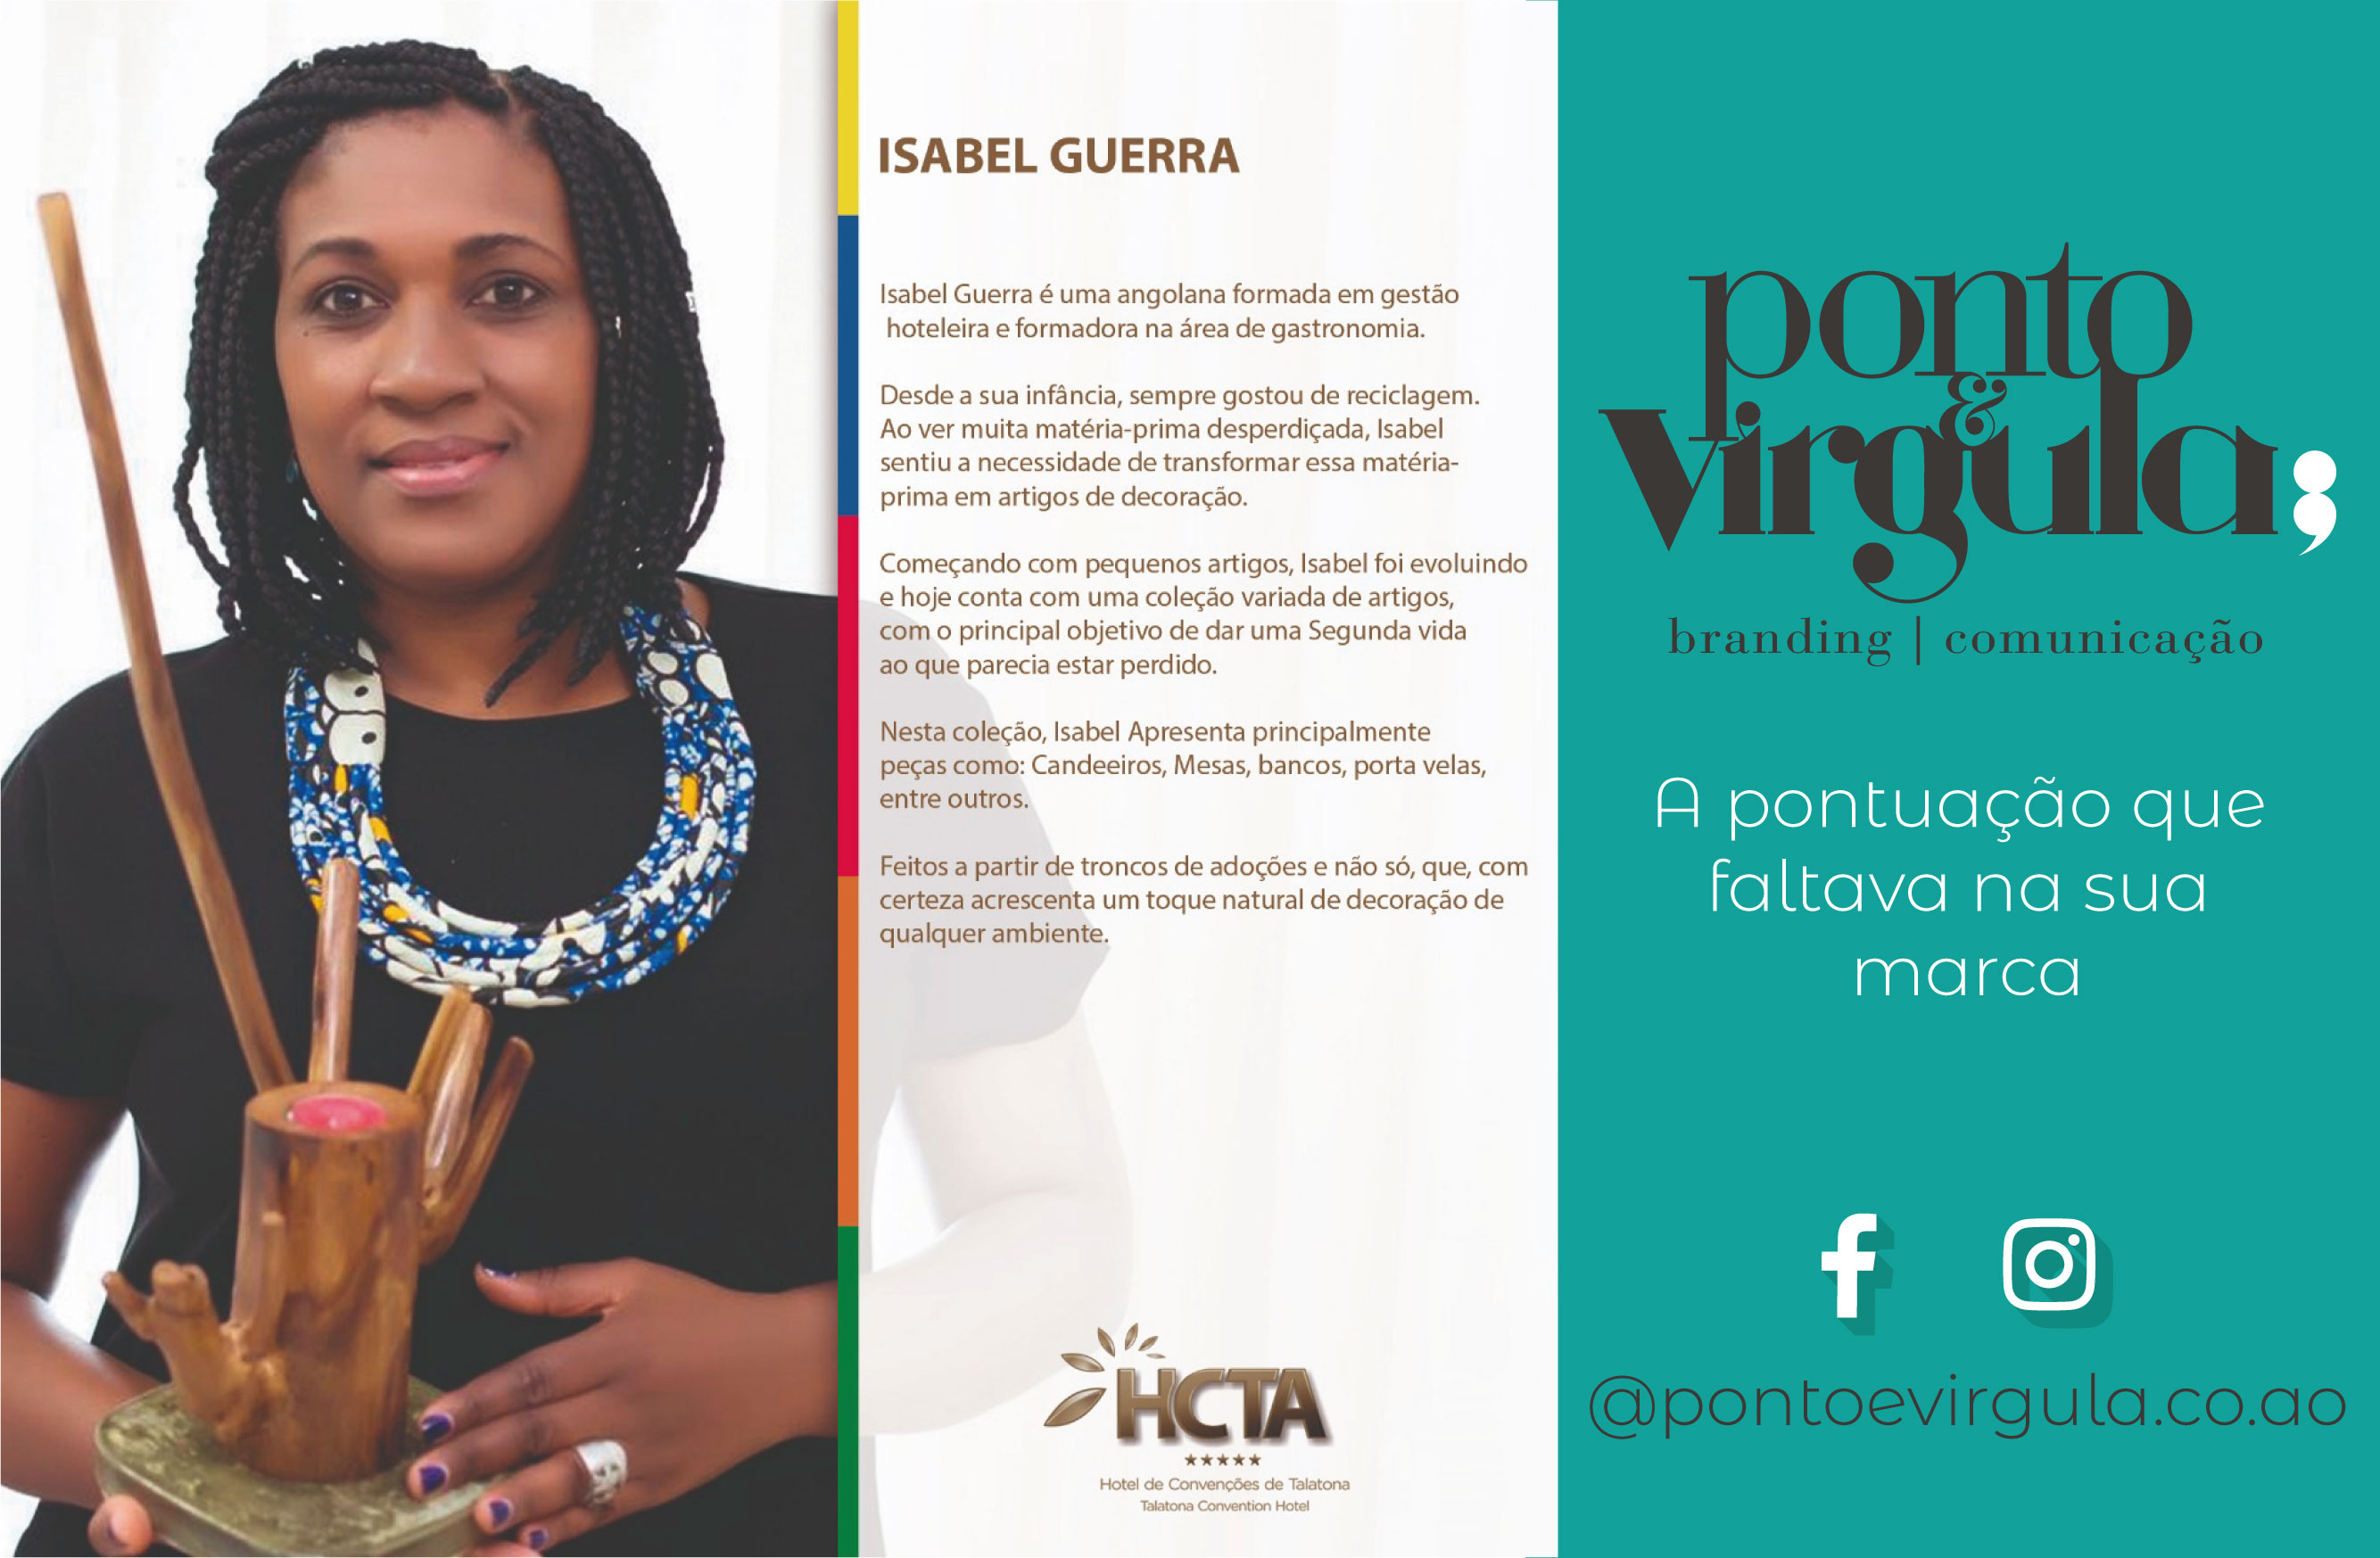 ISABEL GUERRA
Isabel Guerra é uma angolana formada em gestão
hoteleira e formadora na área de gastronomia.
Desde a sua infância, sempre gostou de reciclagem.
Ao ver muita matéria-prima desperdiçada, Isabel
sentiu a necessidade de transformar essa matéria-
prima em artigos de decoração.
Começando com pequenos artigos, Isabel foi evoluindo
e hoje conta com uma coleção variada de artigos,
com o principal objetivo de dar uma Segunda vida
ao que parecia estar perdido.
Nesta coleção, Isabel Apresenta principalmente
peças como: Candeeiros, Mesas, bancos, porta velas,
entre outros.
Feitos a partir de troncos de adoções e não só, que, com
certeza acrescenta um toque natural de decoração de
qualquer ambiente.
HCTA
★★★★★
Hotel de Convenções de Talatona
Talatona Convention Hotel
ponto
&
virgula;
branding | comunicação
A pontuação que
faltava na sua
marca
@pontoevirgula.co.ao